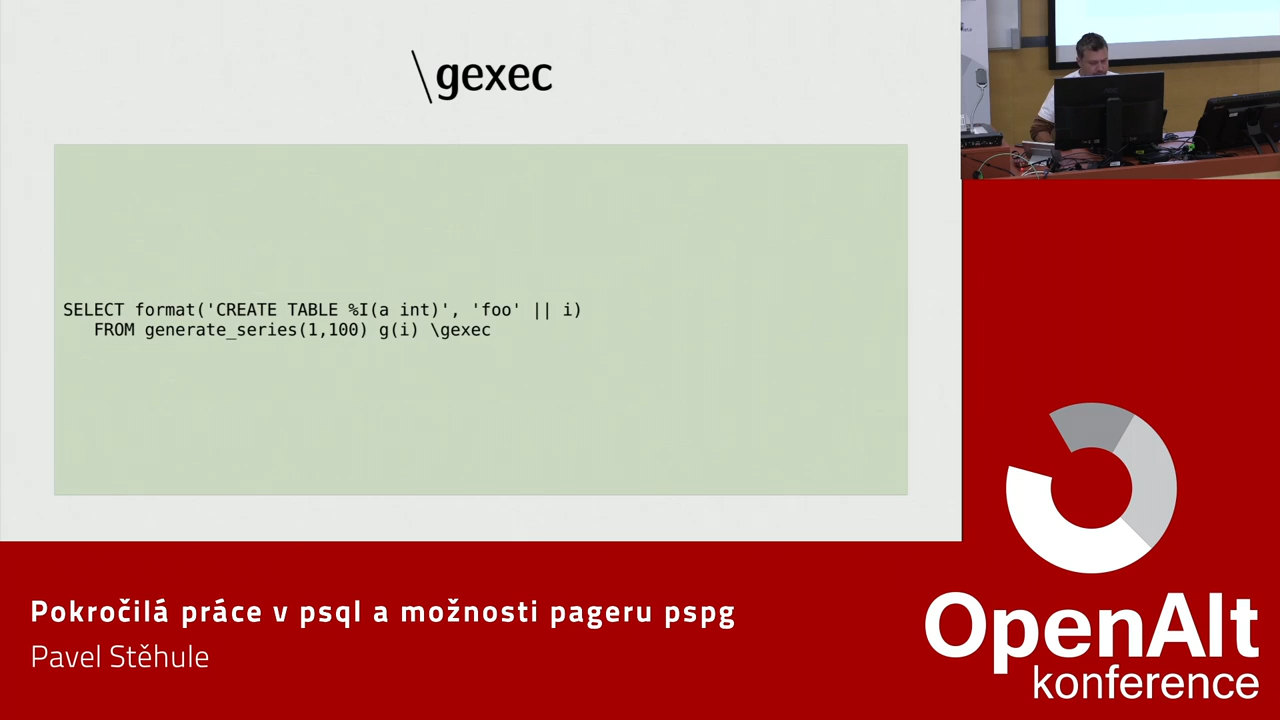 \gexec
SELECT format('CREATE TABLE %I(a int)', 'foo' || i)
FROM generate_series(1,100) g(i) \gexec
Pokročilá práce v psql a možnosti pageru pspg
Pavel Stěhule
OpenAlt
konference